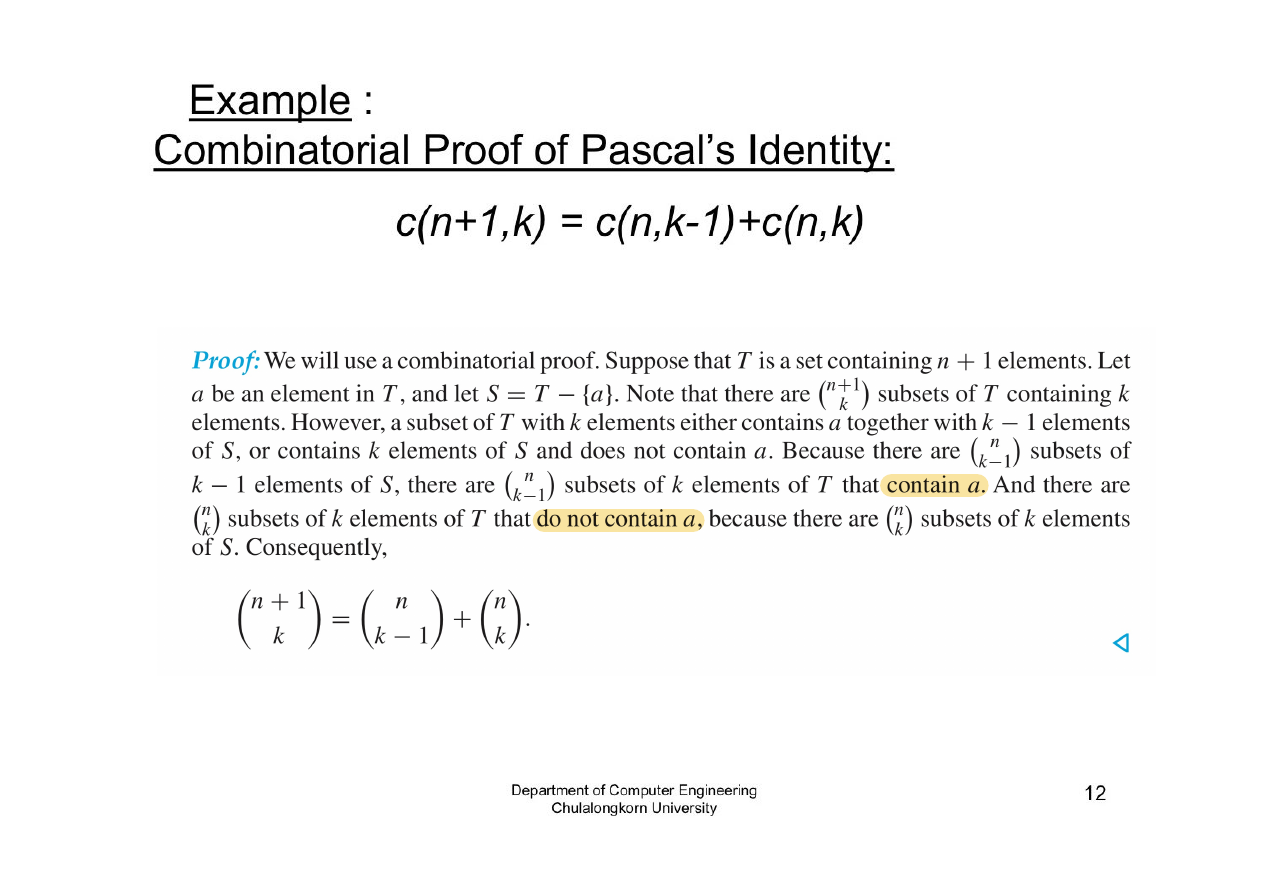 Example :
Combinatorial Proof of Pascal’s Identity:
c(n+1,k) = c(n,k-1)+c(n,k)
Proof: We will use a combinatorial proof. Suppose that T is a set containing n + 1 elements. Let
a be an element in T, and let S = T − {a}. Note that there are \binom{n+1}{k} subsets of T containing k
elements. However, a subset of T with k elements either contains a together with k − 1 elements
of S, or contains k elements of S and does not contain a. Because there are \binom{n}{k−1} subsets of
k − 1 elements of S, there are \binom{n}{k−1} subsets of k elements of T that contain a. And there are
\binom{n}{k} subsets of k elements of T that do not contain a, because there are \binom{n}{k} subsets of k elements
of S. Consequently,
\binom{n + 1}{k} = \binom{n}{k − 1} + \binom{n}{k}.
Department of Computer Engineering
Chulalongkorn University
12